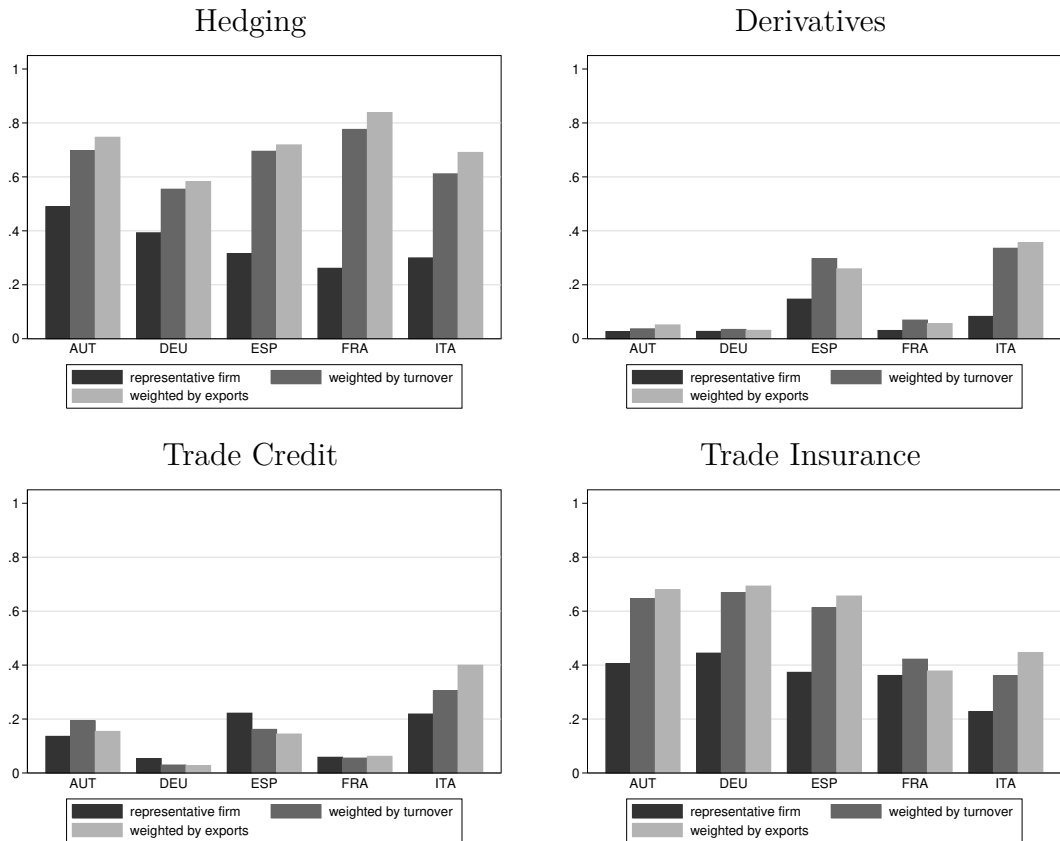 Hedging
1
.8
.6
.4
.2
0
AUT DEU ESP FRA ITA
representative firm weighted by turnover
weighted by exports
Derivatives
1
.8
.6
.4
.2
0
AUT DEU ESP FRA ITA
representative firm weighted by turnover
weighted by exports
Trade Credit
1
.8
.6
.4
.2
0
AUT DEU ESP FRA ITA
representative firm weighted by turnover
weighted by exports
Trade Insurance
1
.8
.6
.4
.2
0
AUT DEU ESP FRA ITA
representative firm weighted by turnover
weighted by exports